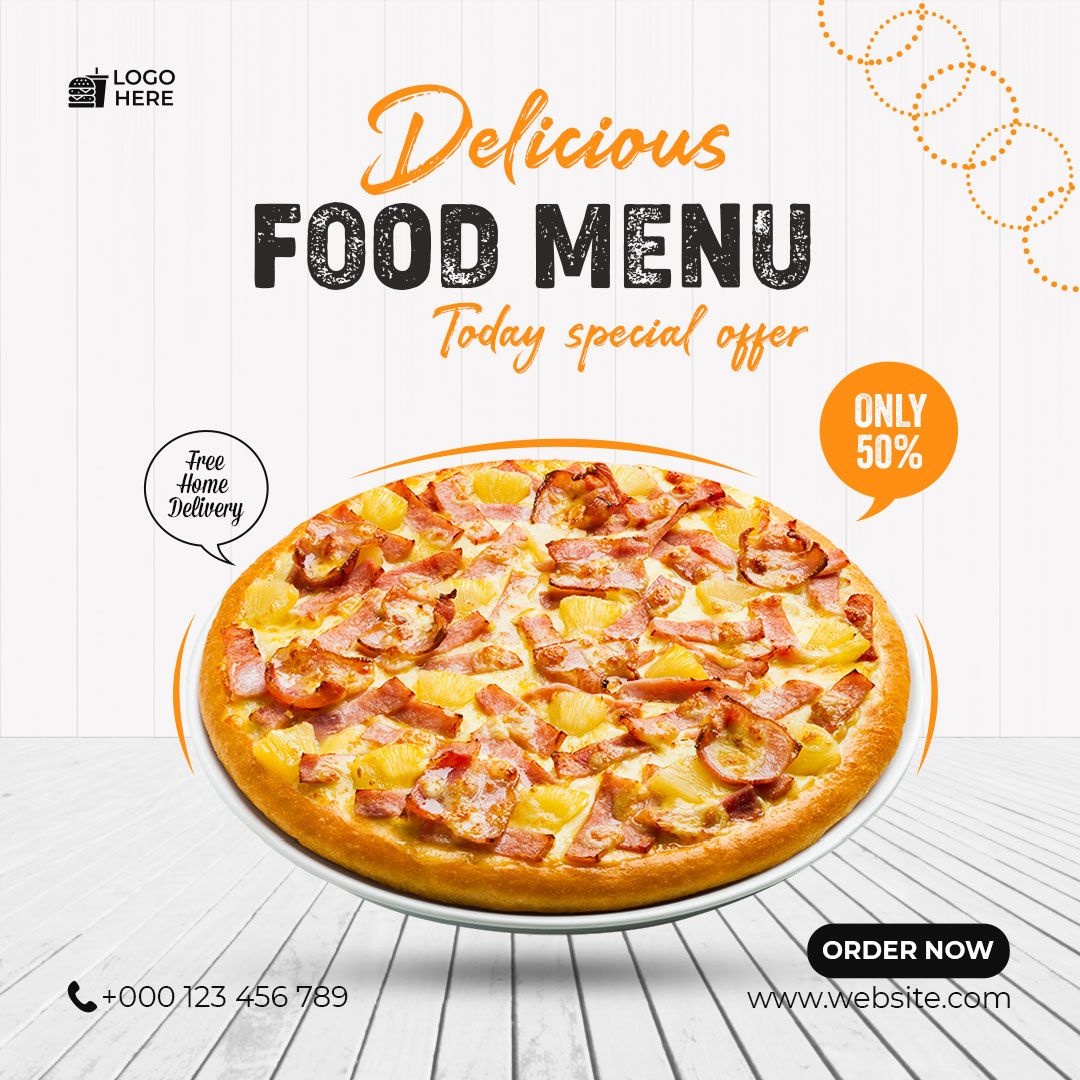 LOGO
HERE
Delicious
FOOD MENU
Today special offer
ONLY
50%
Free
Home
Delivery
ORDER NOW
+000 123 456 789
www.website.com